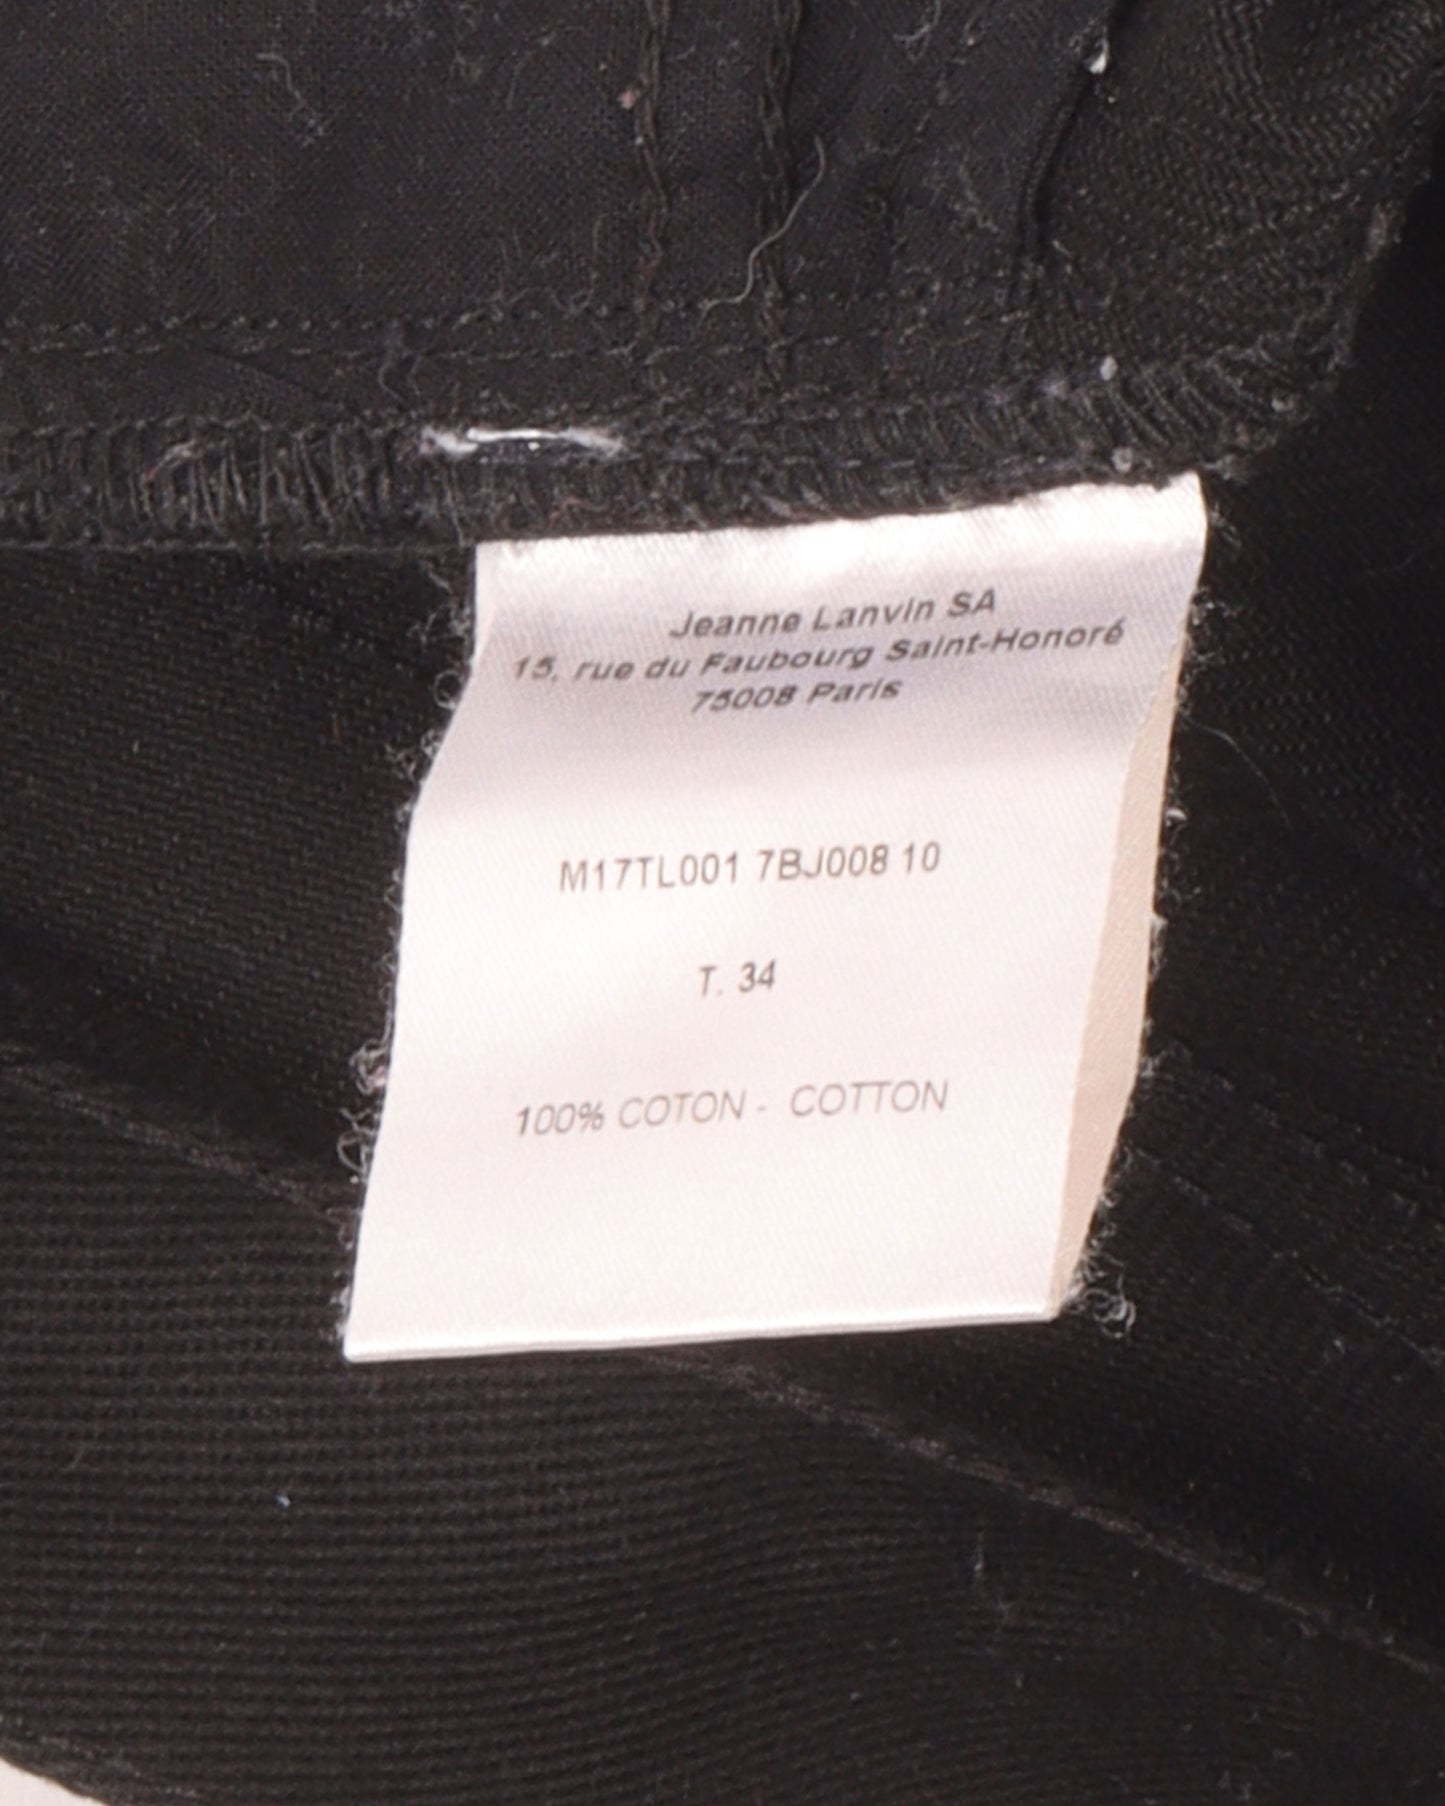 Jeanne Lanvin SA
15, rue du Faubourg Saint-Honoré
75008 Paris
M17TL001 7BJ008 10
T. 34
100% COTON - COTTON